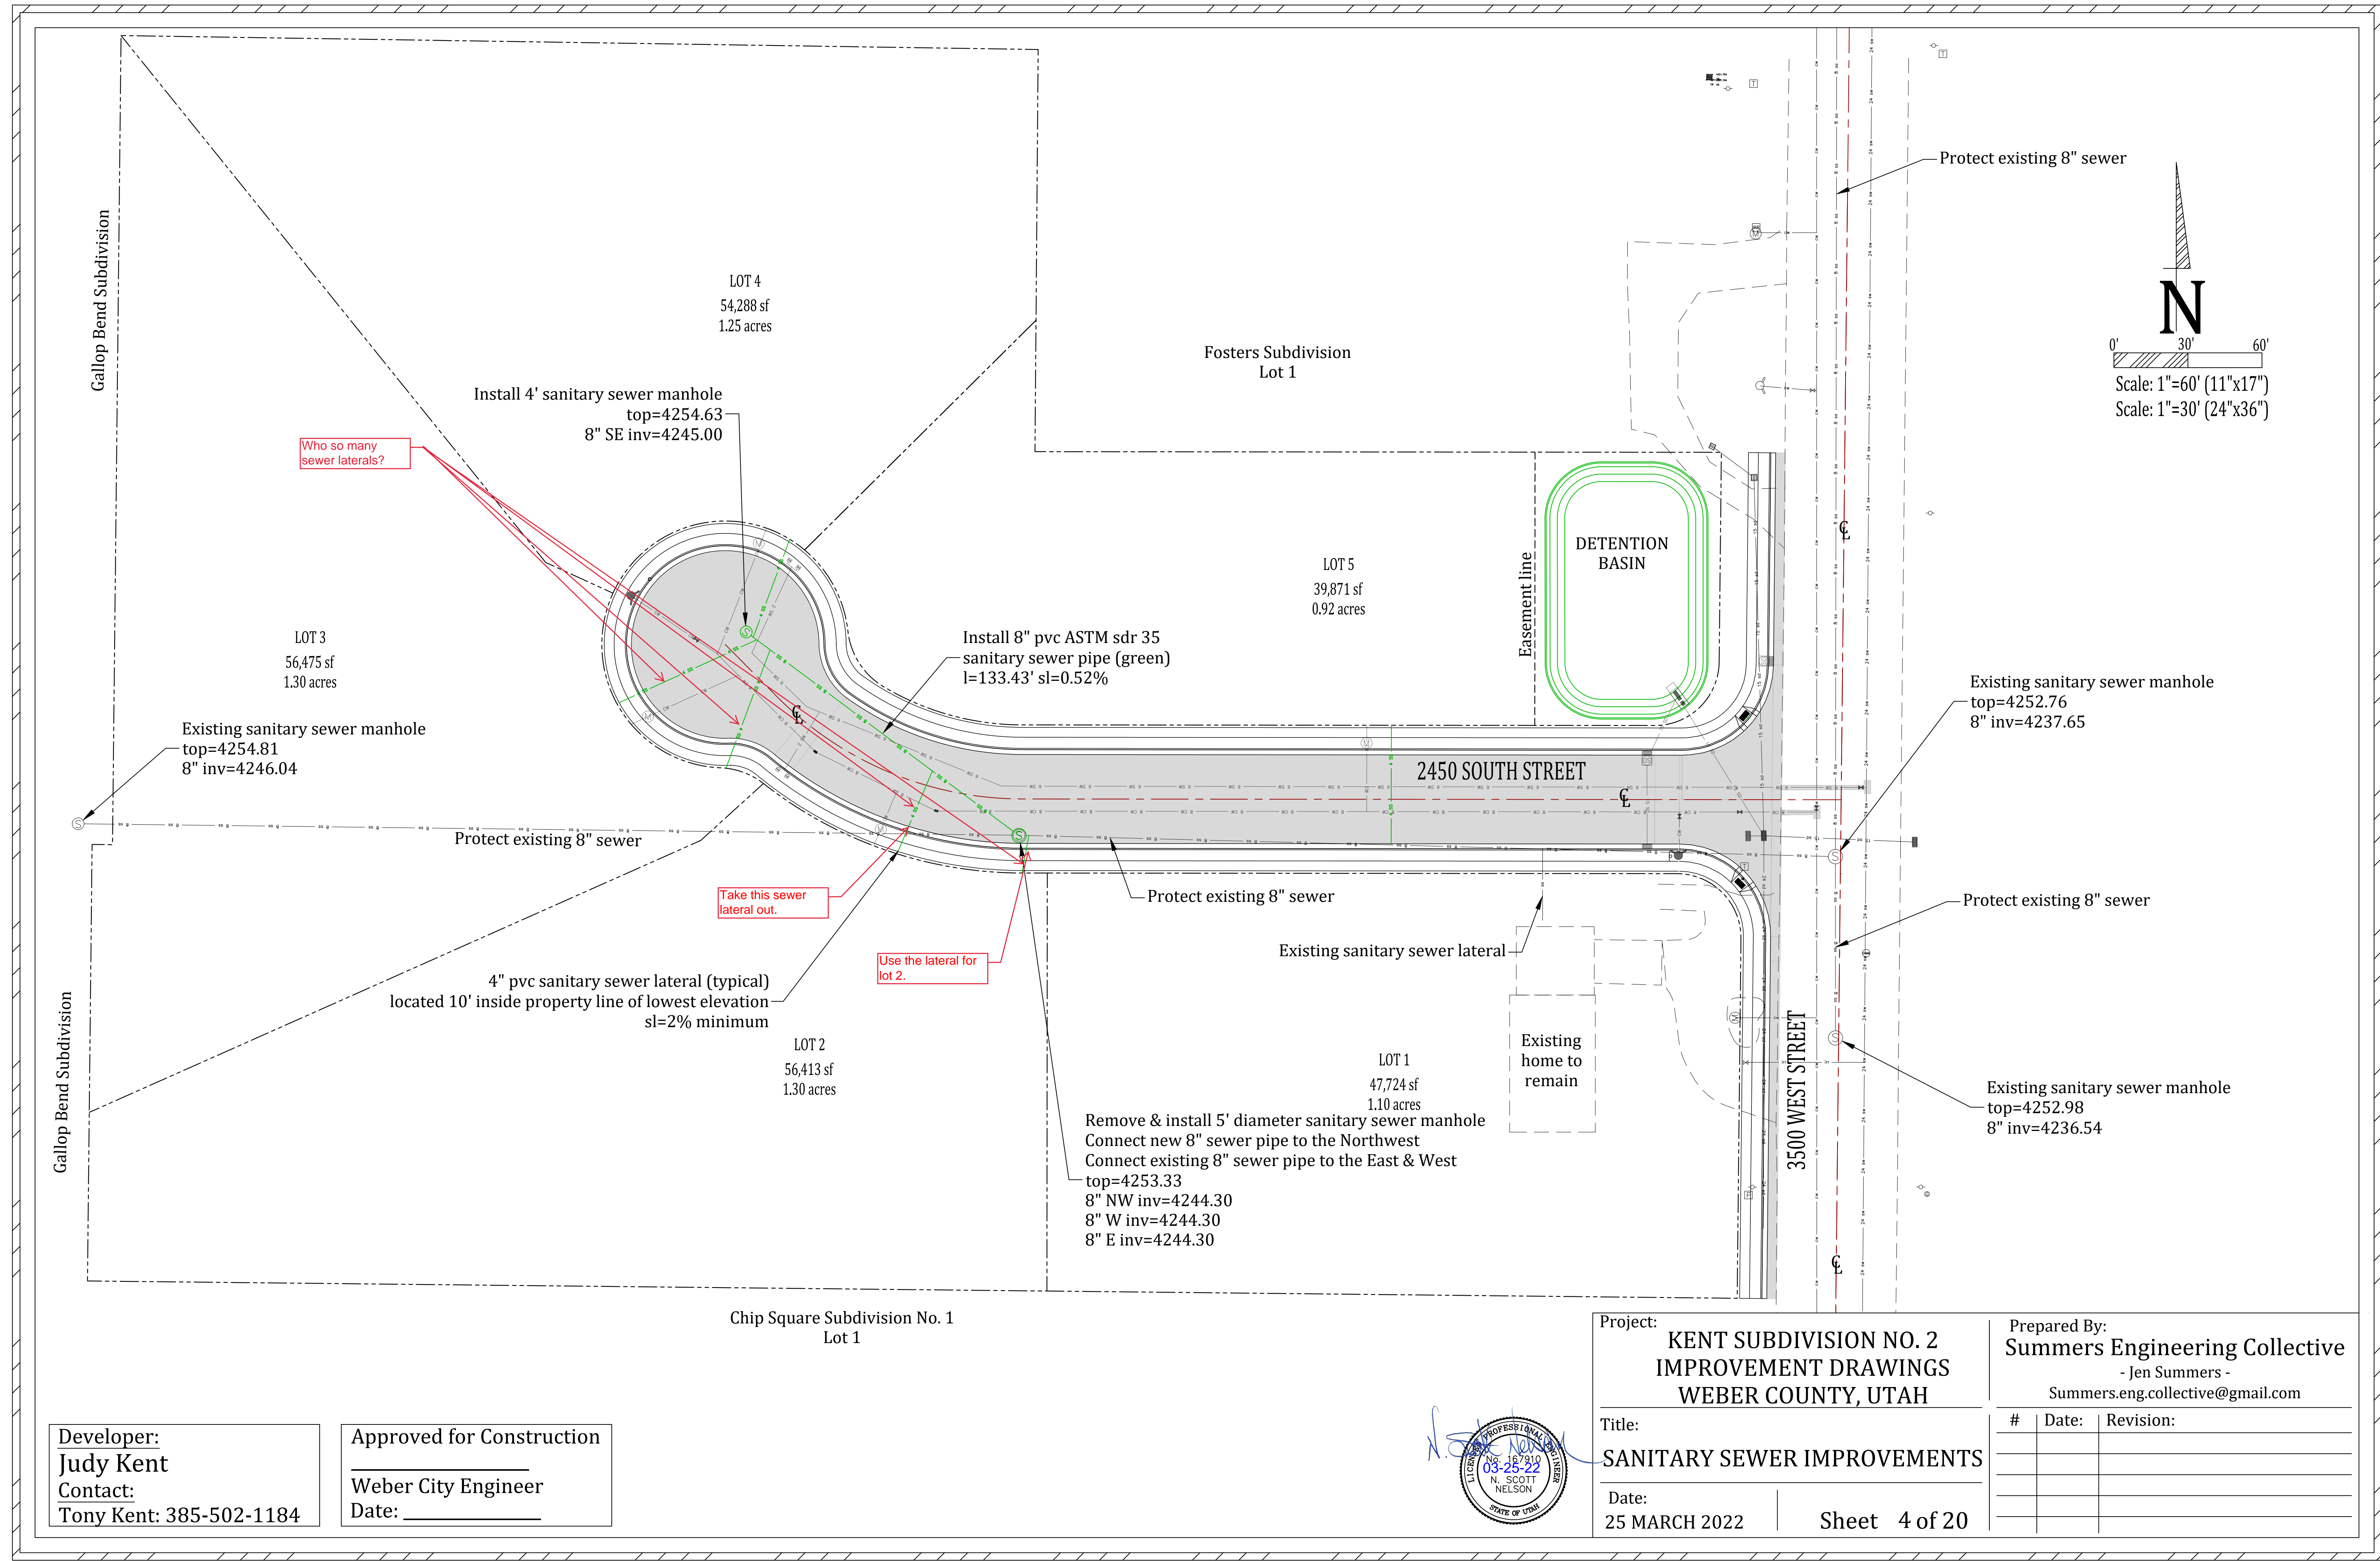 Gallop Bend Subdivision
LOT 4
54,288 sf
1.25 acres
Fosters Subdivision
Lot 1
Protect existing 8" sewer
N
0' 30' 60'
Scale: 1"=60' (11"x17")
Scale: 1"=30' (24"x36")
Install 4' sanitary sewer manhole
top=4254.63
8" SE inv=4245.00
Who so many
sewer laterals?
LOT 3
56,475 sf
1.30 acres
LOT 5
39,871 sf
0.92 acres
Easement line
DETENTION
BASIN
Install 8" pvc ASTM sdr 35
sanitary sewer pipe (green)
l=133.43' sl=0.52%
Existing sanitary sewer manhole
top=4254.81
8" inv=4246.04
Existing sanitary sewer manhole
top=4252.76
8" inv=4237.65
2450 SOUTH STREET
Protect existing 8" sewer
Take this sewer
lateral out.
Protect existing 8" sewer
Protect existing 8" sewer
Use the lateral for
lot 2.
Existing sanitary sewer lateral
4" pvc sanitary sewer lateral (typical)
located 10' inside property line of lowest elevation
sl=2% minimum
Gallop Bend Subdivision
LOT 2
56,413 sf
1.30 acres
LOT 1
47,724 sf
1.10 acres
Existing
home to
remain
3500 WEST STREET
Existing sanitary sewer manhole
top=4252.98
8" inv=4236.54
Remove & install 5' diameter sanitary sewer manhole
Connect new 8" sewer pipe to the Northwest
Connect existing 8" sewer pipe to the East & West
top=4253.33
8" NW inv=4244.30
8" W inv=4244.30
8" E inv=4244.30
Chip Square Subdivision No. 1
Lot 1
Developer:
Judy Kent
Contact:
Tony Kent: 385-502-1184
Approved for Construction
Weber City Engineer
Date:
LICENSED PROFESSIONAL ENGINEER
No. 167910
03-25-22
N. SCOTT
NELSON
STATE OF UTAH
Project:
KENT SUBDIVISION NO. 2
IMPROVEMENT DRAWINGS
WEBER COUNTY, UTAH
Title:
SANITARY SEWER IMPROVEMENTS
Date:
25 MARCH 2022
Sheet 4 of 20
Prepared By:
Summers Engineering Collective
- Jen Summers -
Summers.eng.collective@gmail.com
# Date: Revision: